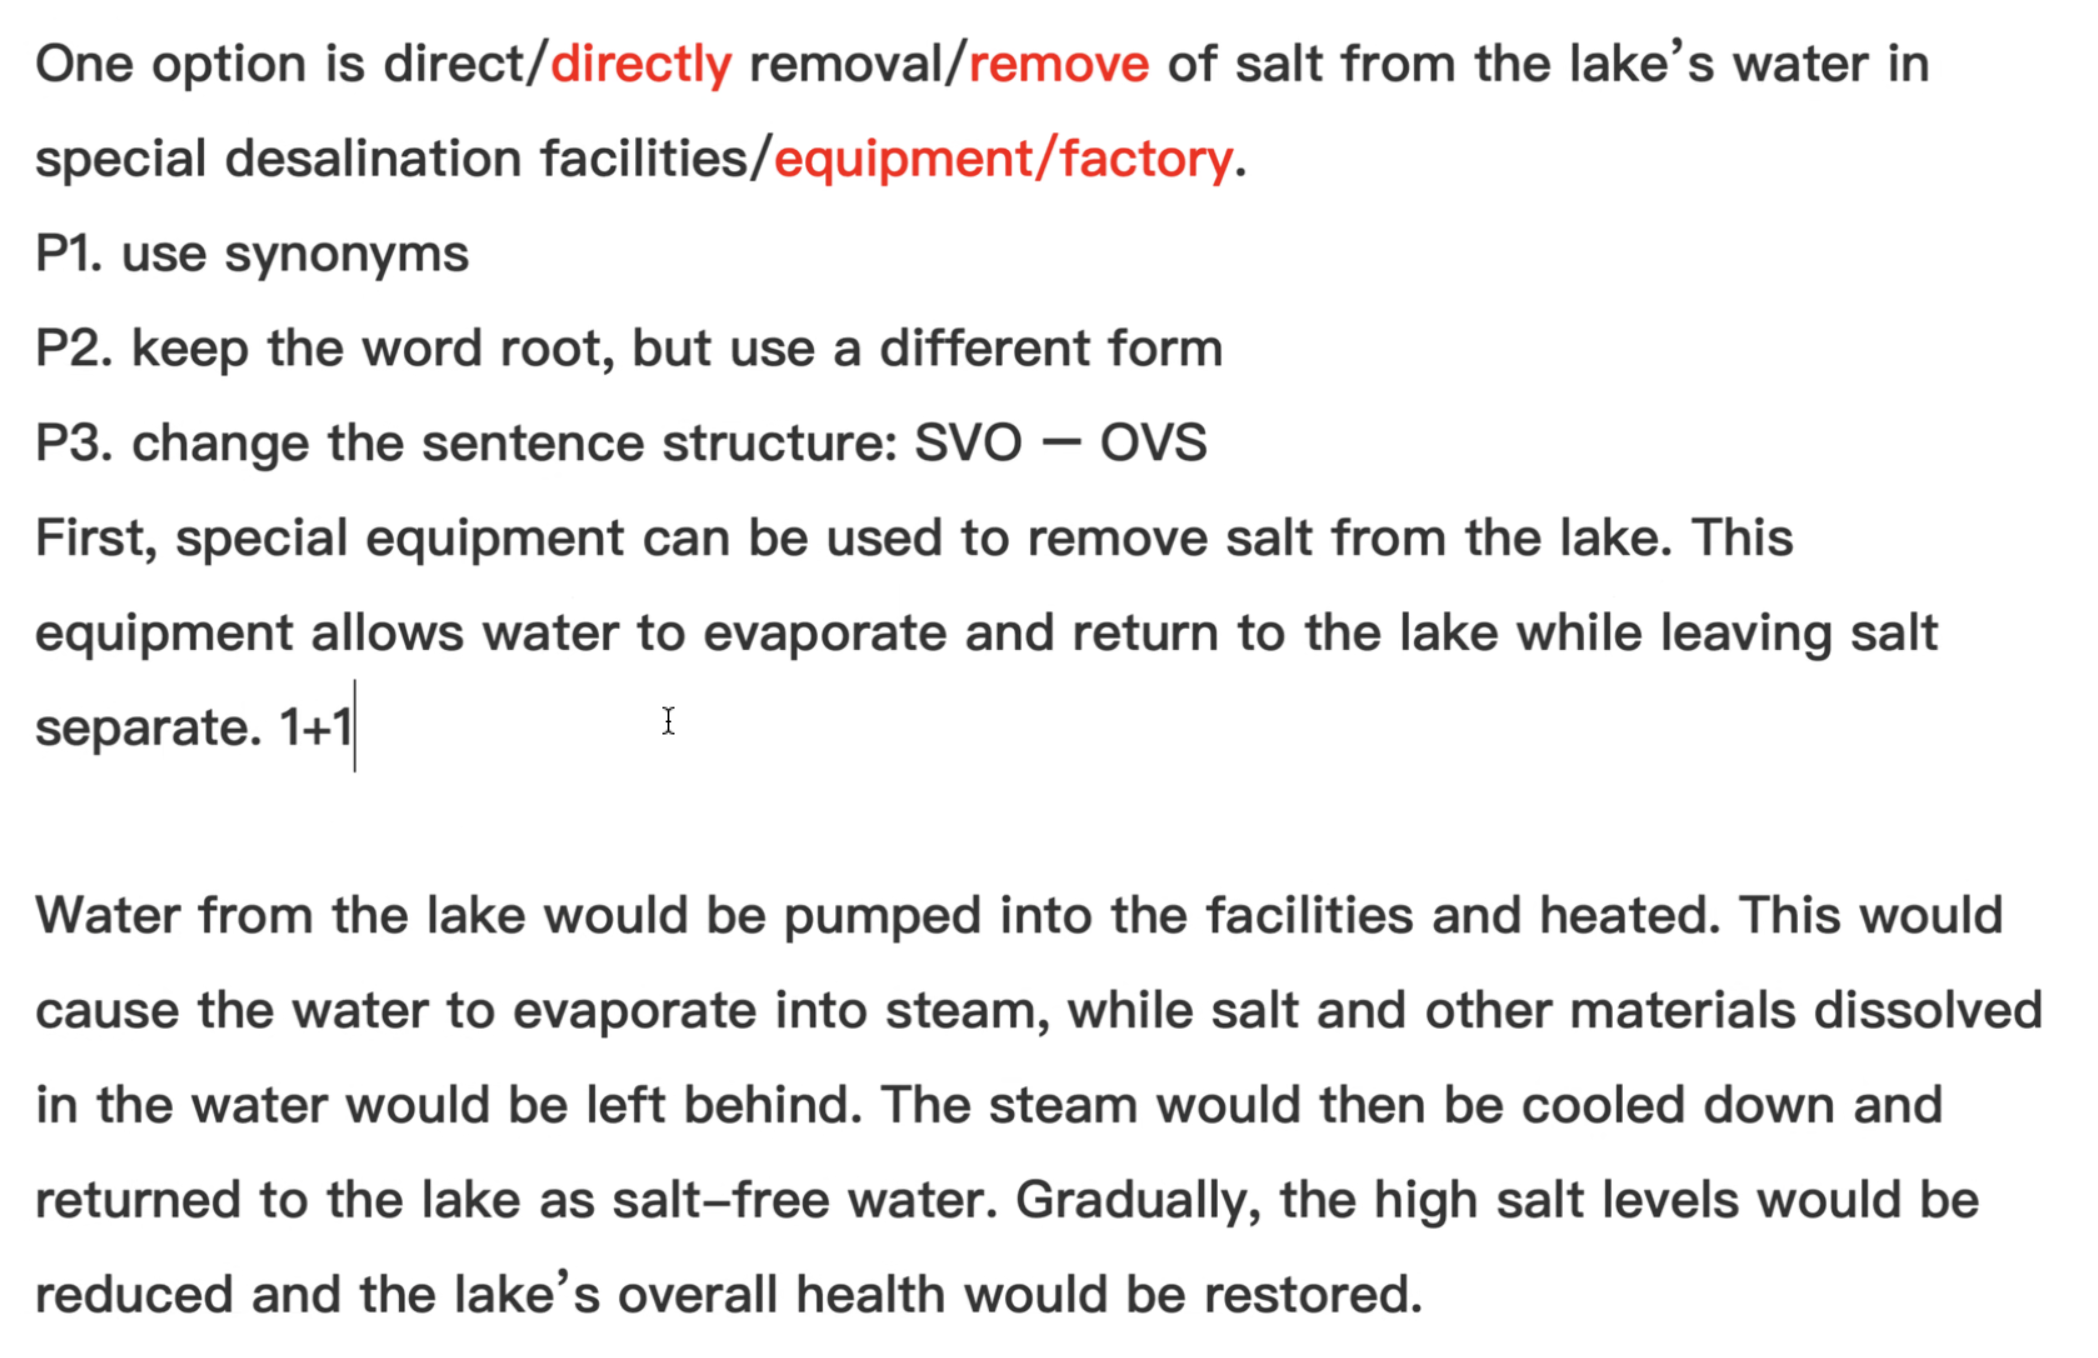 One option is direct/directly removal/remove of salt from the lake’s water in
special desalination facilities/equipment/factory.
P1. use synonyms
P2. keep the word root, but use a different form
P3. change the sentence structure: SVO — OVS
First, special equipment can be used to remove salt from the lake. This
equipment allows water to evaporate and return to the lake while leaving salt
separate. 1+1
Water from the lake would be pumped into the facilities and heated. This would
cause the water to evaporate into steam, while salt and other materials dissolved
in the water would be left behind. The steam would then be cooled down and
returned to the lake as salt–free water. Gradually, the high salt levels would be
reduced and the lake’s overall health would be restored.